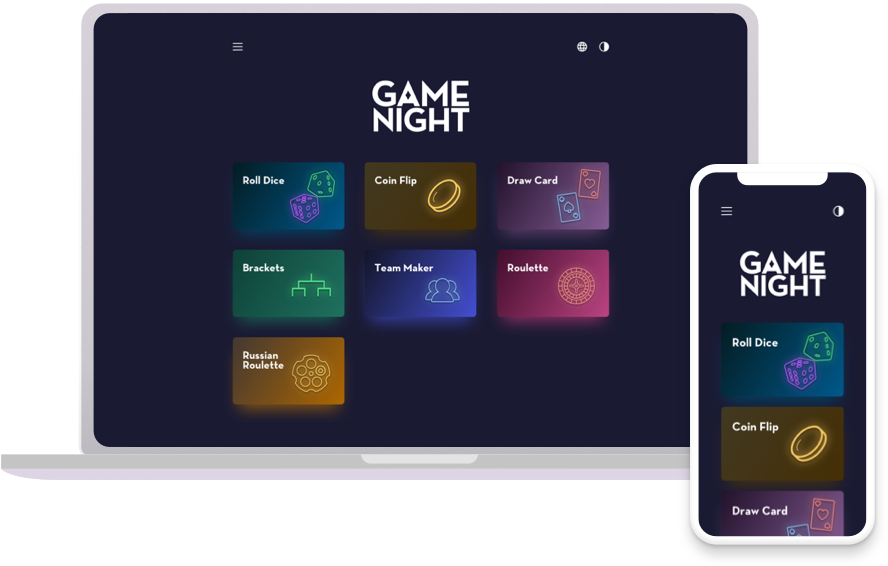 GAME
NIGHT
Roll Dice
Coin Flip
Draw Card
Brackets
Team Maker
Roulette
Russian
Roulette
GAME
NIGHT
Roll Dice
Coin Flip
Draw Card